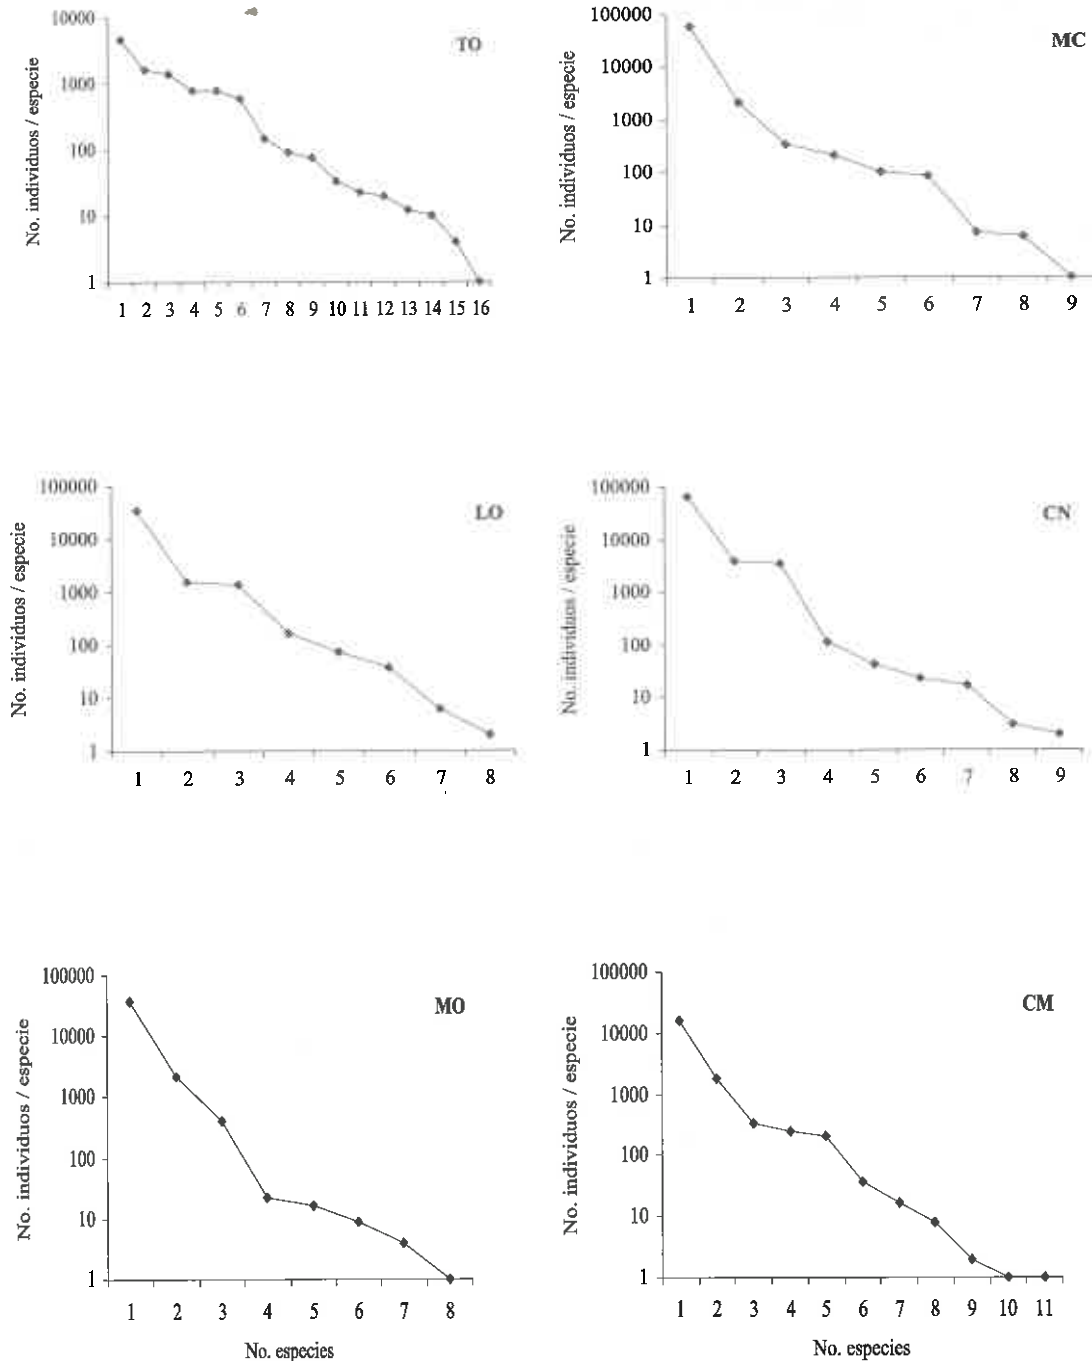 10000
1000
100
10
1
No. individuos / especie
TO
1 2 3 4 5 6 7 8 9 10 11 12 13 14 15 16
100000
10000
1000
100
10
1
No. individuos / especie
MC
1 2 3 4 5 6 7 8 9
100000
10000
1000
100
10
1
No. individuos / especie
LO
1 2 3 4 5 6 7 8
100000
10000
1000
100
10
1
No. individuos / especie
CN
1 2 3 4 5 6 7 8 9
100000
10000
1000
100
10
1
No. individuos / especie
MO
1 2 3 4 5 6 7 8
No. especies
100000
10000
1000
100
10
1
No. individuos / especie
CM
1 2 3 4 5 6 7 8 9 10 11
No. especies